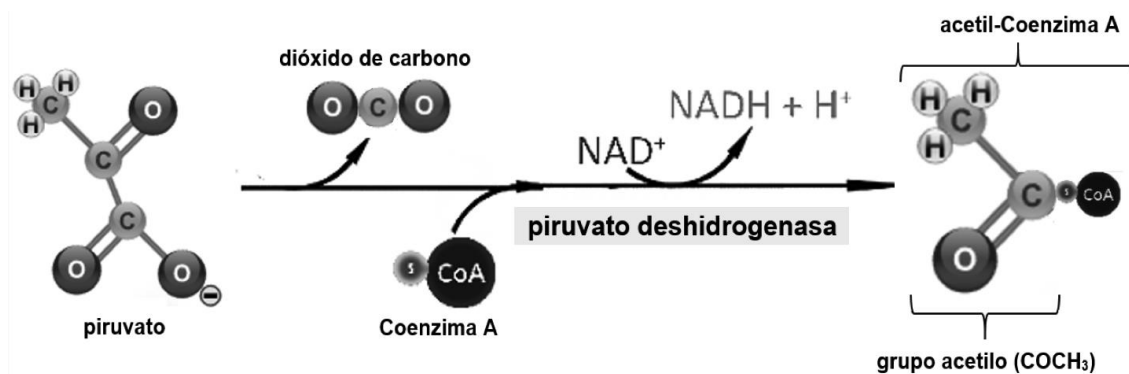 acetil-Coenzima A
dióxido de carbono
H
H
H
C
O
C
C
O
O
piruvato
O C O
NAD⁺
NADH + H⁺
piruvato deshidrogenasa
S
CoA
Coenzima A
H
H
H
C
C
S
CoA
O
grupo acetilo (COCH₃)